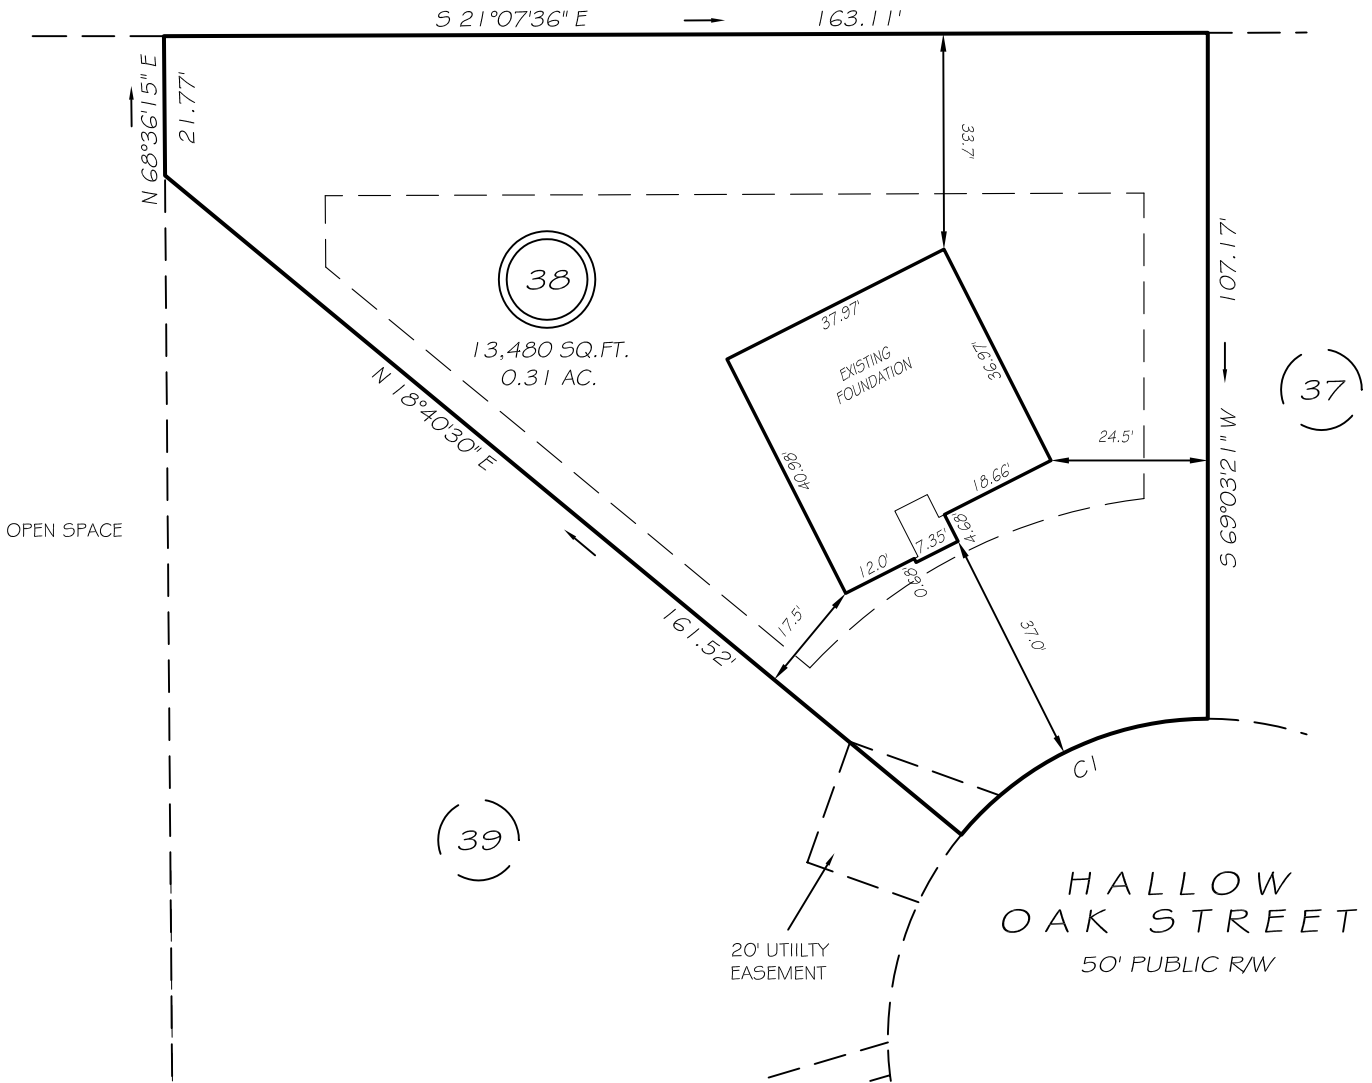 S 21°07'36" E
163.11'
N 68°36'15" E
21.77'
33.7'
107.17'
38
13,480 SQ.FT.
0.31 AC.
37.97'
EXISTING
FOUNDATION
36.97'
37
N 18°40'30" E
24.5'
S 69°03'21" W
40.98'
18.66'
OPEN SPACE
4.68'
7.35'
12.0'
0.68'
17.5'
37.0'
161.52'
C1
39
HALLOW
OAK STREET
50' PUBLIC R/W
20' UTIILTY
EASEMENT